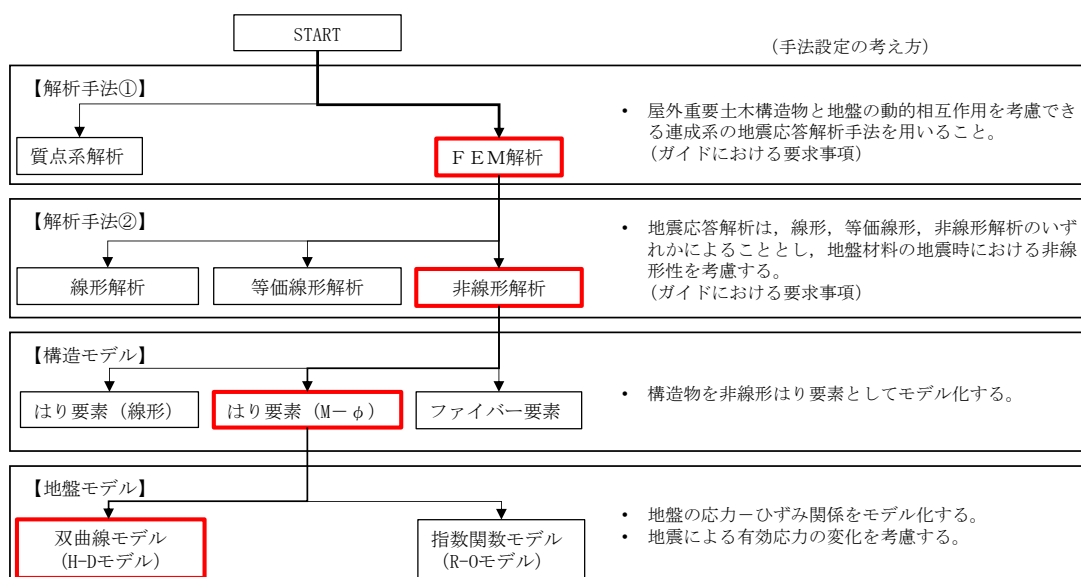 START
(手法設定の考え方)
【解析手法①】
質点系解析
ＦＥＭ解析
・ 屋外重要土木構造物と地盤の動的相互作用を考慮でき
る連成系の地震応答解析手法を用いること。
(ガイドにおける要求事項)
【解析手法②】
線形解析
等価線形解析
非線形解析
・ 地震応答解析は，線形，等価線形，非線形解析のいず
れかによることとし，地盤材料の地震時における非線
形性を考慮する。
(ガイドにおける要求事項)
【構造モデル】
はり要素（線形）
はり要素（M－φ）
ファイバー要素
・ 構造物を非線形はり要素としてモデル化する。
【地盤モデル】
双曲線モデル
(H-Dモデル)
指数関数モデル
(R-Oモデル)
・ 地盤の応力－ひずみ関係をモデル化する。
・ 地震による有効応力の変化を考慮する。